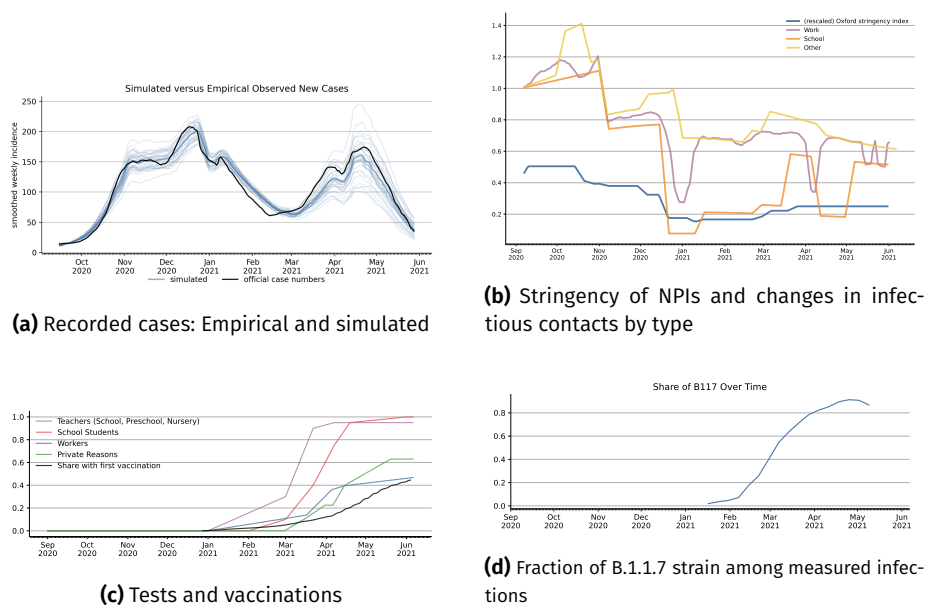 Simulated versus Empirical Observed New Cases
smoothed weekly incidence
250
200
150
100
50
0
Oct 2020
Nov 2020
Dec 2020
Jan 2021
Feb 2021
Mar 2021
Apr 2021
May 2021
Jun 2021
simulated
official case numbers
(a) Recorded cases: Empirical and simulated
(rescaled) Oxford stringency index
Work
School
Other
1.4
1.2
1.0
0.8
0.6
0.4
0.2
Sep 2020
Oct 2020
Nov 2020
Dec 2020
Jan 2021
Feb 2021
Mar 2021
Apr 2021
May 2021
Jun 2021
(b) Stringency of NPIs and changes in infec-
tious contacts by type
1.0
0.8
0.6
0.4
0.2
0.0
Teachers (School, Preschool, Nursery)
School Students
Workers
Private Reasons
Share with first vaccination
Sep 2020
Oct 2020
Nov 2020
Dec 2020
Jan 2021
Feb 2021
Mar 2021
Apr 2021
May 2021
Jun 2021
(c) Tests and vaccinations
Share of B117 Over Time
0.8
0.6
0.4
0.2
0.0
Sep 2020
Oct 2020
Nov 2020
Dec 2020
Jan 2021
Feb 2021
Mar 2021
Apr 2021
May 2021
Jun 2021
(d) Fraction of B.1.1.7 strain among measured infec-
tions